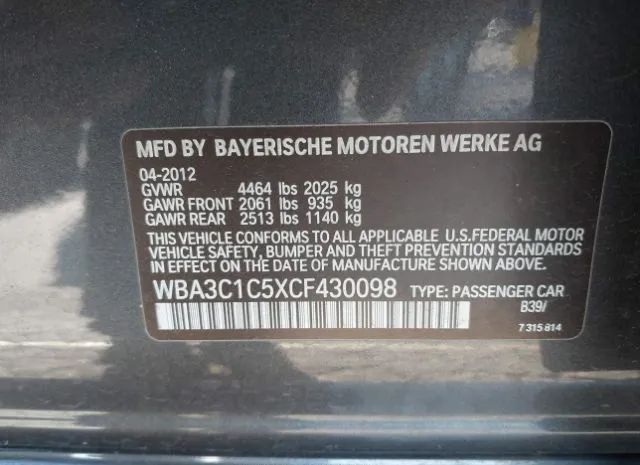 MFD BY BAYERISCHE MOTOREN WERKE AG
04-2012
GVWR 4464 lbs 2025 kg
GAWR FRONT 2061 lbs 935 kg
GAWR REAR 2513 lbs 1140 kg
THIS VEHICLE CONFORMS TO ALL APPLICABLE U.S.FEDERAL MOTOR
VEHICLE SAFETY, BUMPER AND THEFT PREVENTION STANDARDS
IN EFFECT ON THE DATE OF MANUFACTURE SHOWN ABOVE.
WBA3C1C5XCF430098 TYPE: PASSENGER CAR
B39/
7 315 814